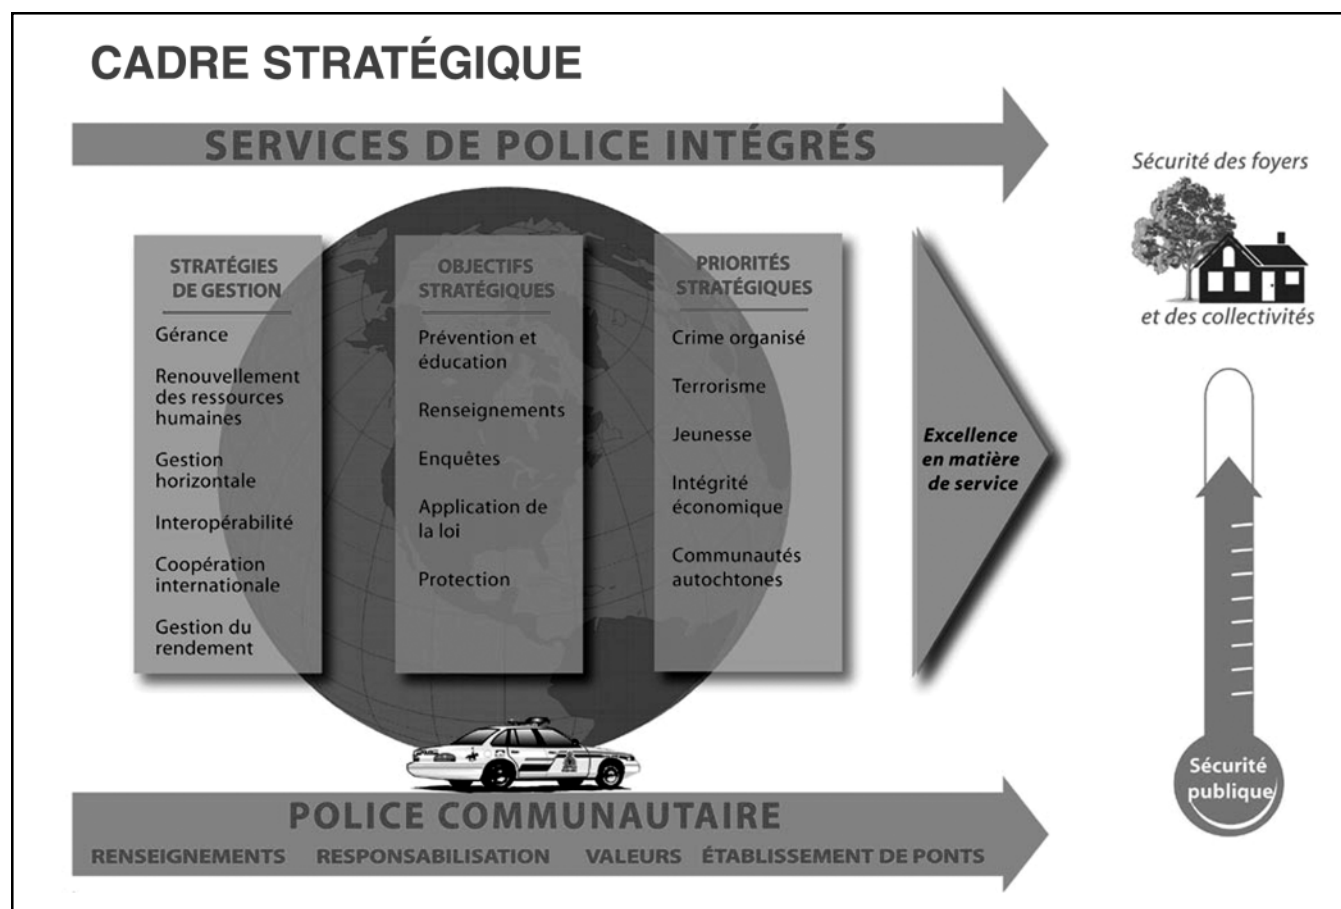 CADRE STRATÉGIQUE
SERVICES DE POLICE INTÉGRÉS
STRATÉGIES
DE GESTION
Gérance
Renouvellement
des ressources
humaines
Gestion
horizontale
Interopérabilité
Coopération
internationale
Gestion du
rendement
OBJECTIFS
STRATÉGIQUES
Prévention et
éducation
Renseignements
Enquêtes
Application de
la loi
Protection
PRIORITÉS
STRATÉGIQUES
Crime organisé
Terrorisme
Jeunesse
Intégrité
économique
Communautés
autochtones
Excellence
en matière
de service
Sécurité des foyers
et des collectivités
Sécurité
publique
POLICE COMMUNAUTAIRE
RENSEIGNEMENTS RESPONSABILISATION VALEURS ÉTABLISSEMENT DE PONTS